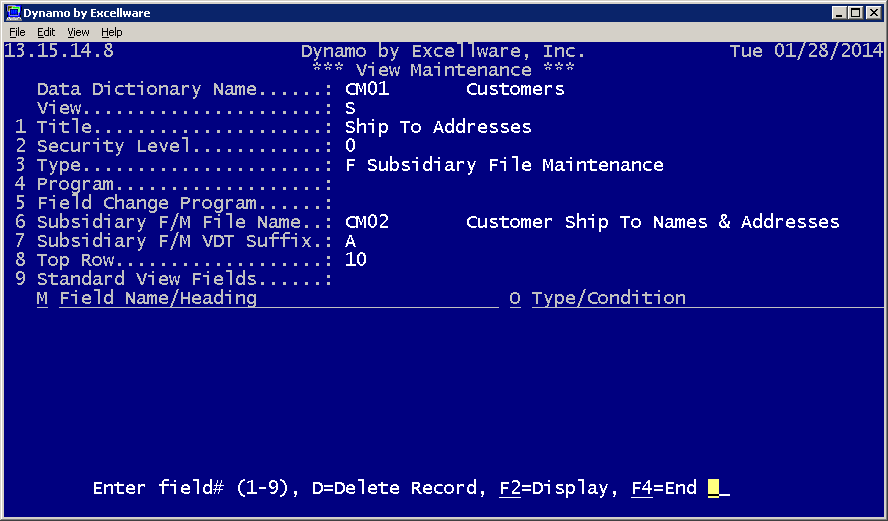 Dynamo by Excellware
File Edit View Help
13.15.14.8 Dynamo by Excellware, Inc. Tue 01/28/2014
*** View Maintenance ***
Data Dictionary Name......: CM01 Customers
View......................: S
1 Title.....................: Ship To Addresses
2 Security Level............: 0
3 Type......................: F Subsidiary File Maintenance
4 Program...................:
5 Field Change Program......:
6 Subsidiary F/M File Name..: CM02 Customer Ship To Names & Addresses
7 Subsidiary F/M VDT Suffix.: A
8 Top Row...................: 10
9 Standard View Fields......:
M Field Name/Heading O Type/Condition
Enter field# (1-9), D=Delete Record, F2=Display, F4=End